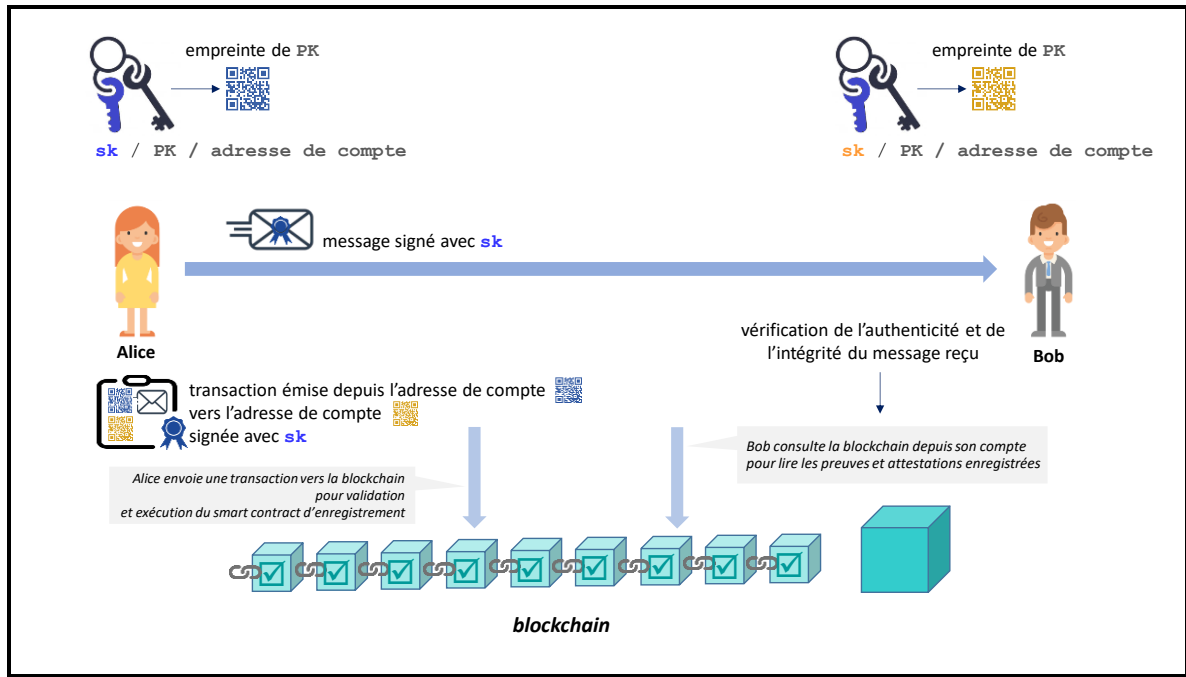 empreinte de PK
empreinte de PK
sk / PK / adresse de compte
sk / PK / adresse de compte
message signé avec sk
Alice
vérification de l'authenticité et de
l'intégrité du message reçu
Bob
transaction émise depuis l'adresse de compte
vers l'adresse de compte
signée avec sk
Bob consulte la blockchain depuis son compte
pour lire les preuves et attestations enregistrées
Alice envoie une transaction vers la blockchain
pour validation
et exécution du smart contract d'enregistrement
blockchain